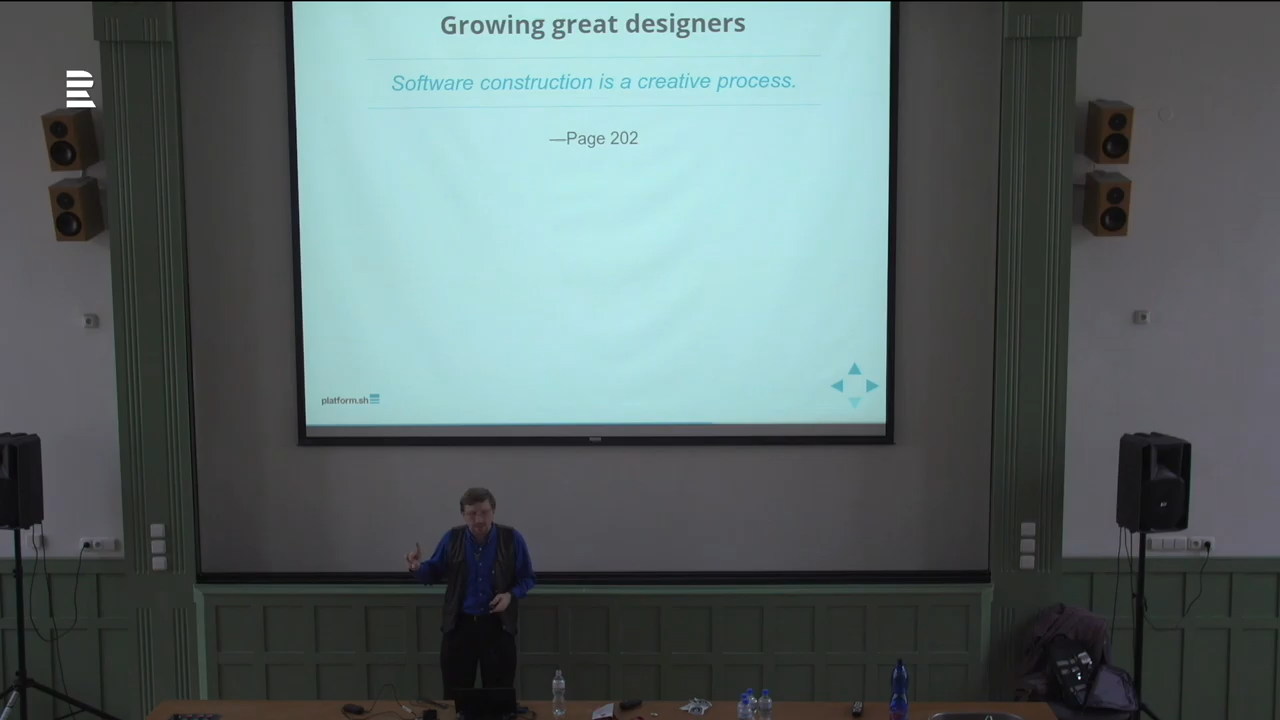 Growing great designers
Software construction is a creative process.
—Page 202
platform.sh